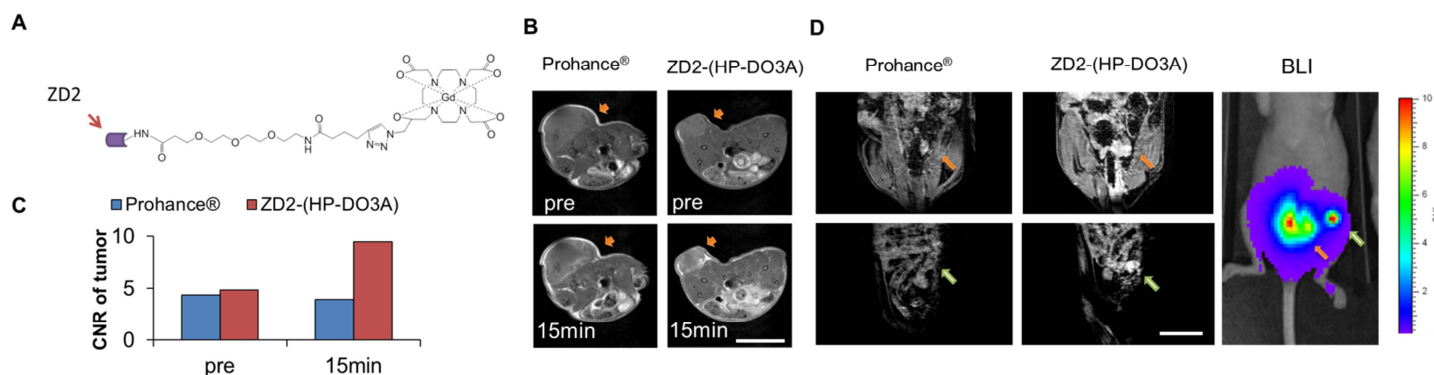 A
ZD2
HN
O
O
O
O
NH
O
N
N
N
O
O
O
O
N
N
Gd
N
N
O
O
O
O
B
Prohance®
ZD2-(HP-DO3A)
pre
pre
15min
15min
C
Prohance®
ZD2-(HP-DO3A)
CNR of tumor
10
5
0
pre
15min
D
Prohance®
ZD2-(HP-DO3A)
BLI
10
8
6
4
2